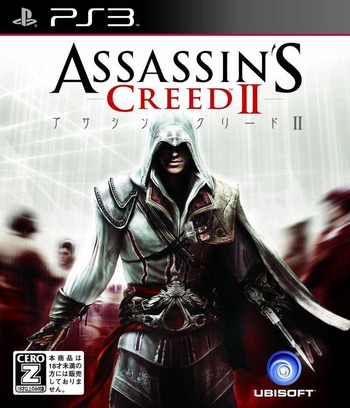 PS3
ASSASSIN'S
CREED II
アサシン クリード II
CERO
Z
本商品は
18才未満の
方には販売
しておりま
せん。
UBISOFT